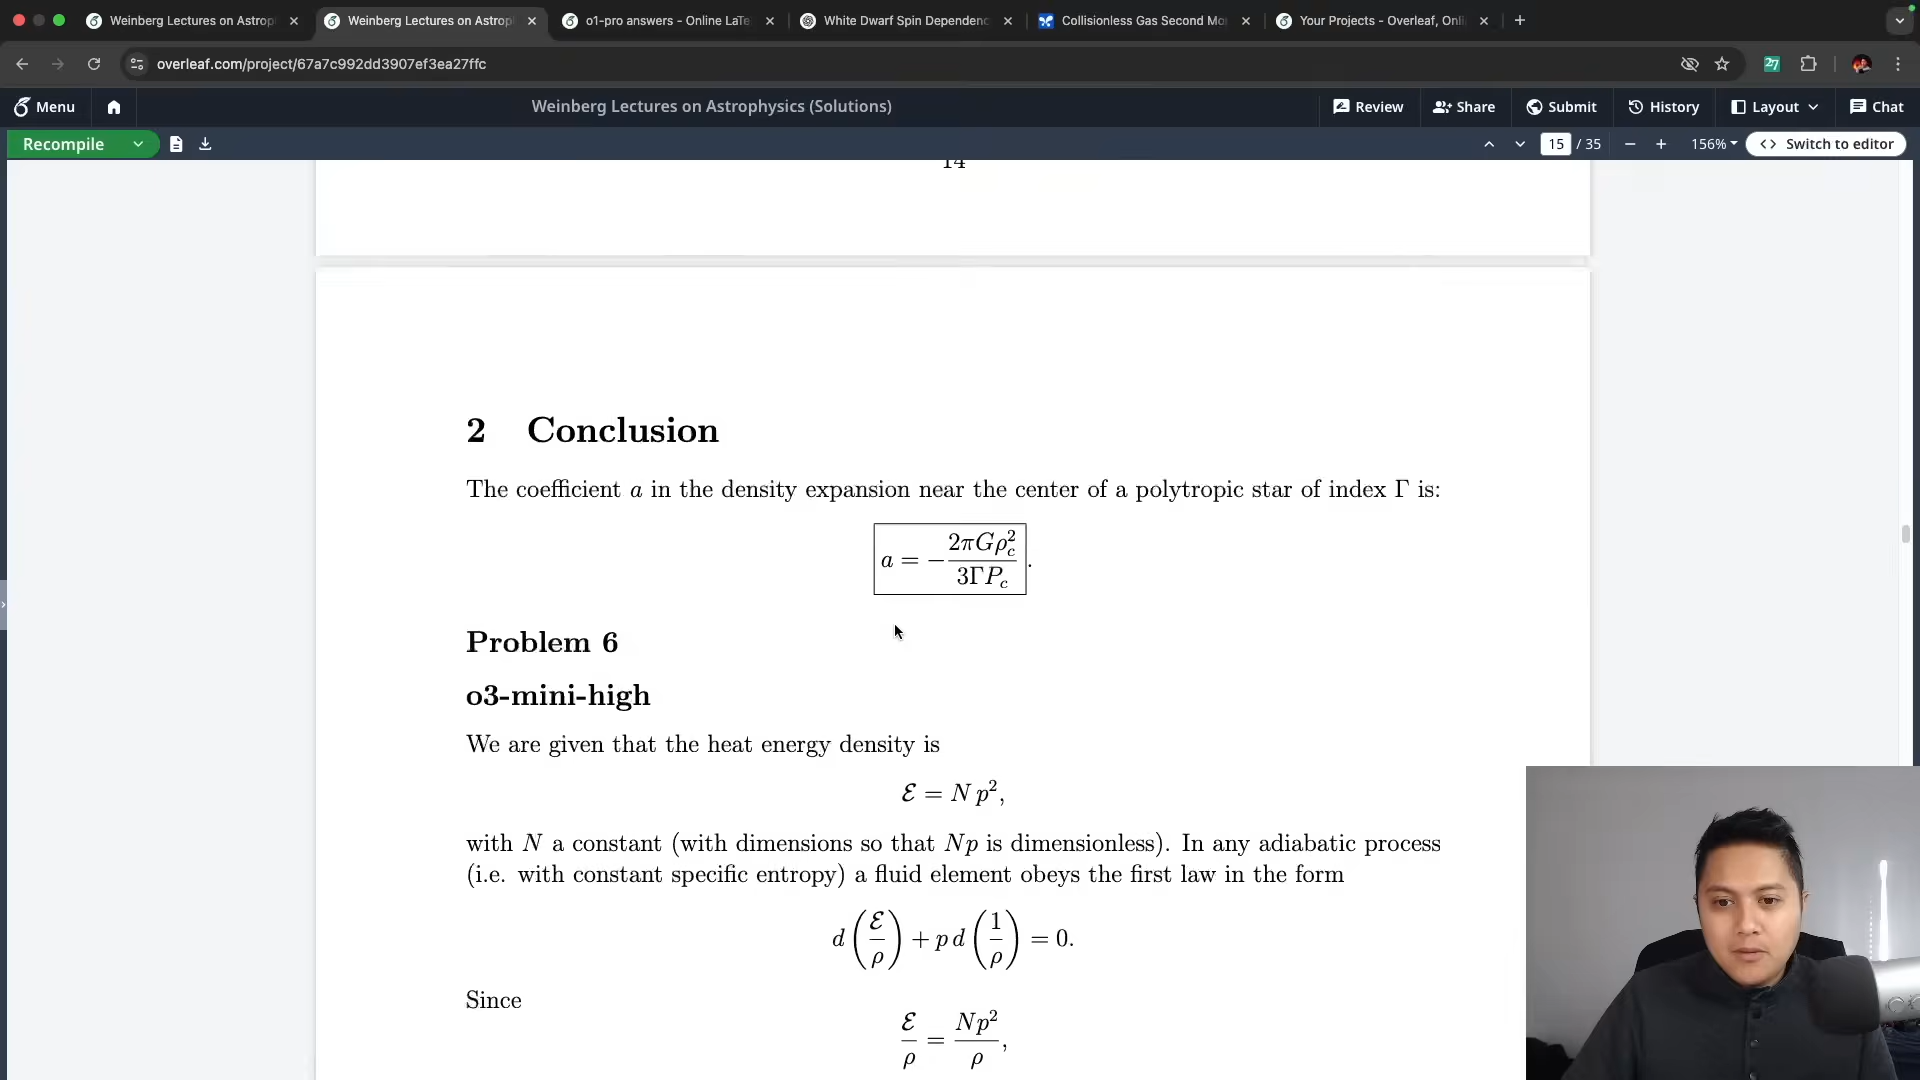 Weinberg Lectures on Astrop
Weinberg Lectures on Astrop
o1-pro answers - Online LaTe
White Dwarf Spin Dependenc
Collisionless Gas Second Mo
Your Projects - Overleaf, Onli
overleaf.com/project/67a7c992dd3907ef3ea27ffc
27
Menu
Weinberg Lectures on Astrophysics (Solutions)
Review
Share
Submit
History
Layout
Chat
Recompile
15 / 35
156%
Switch to editor
14
2 Conclusion
The coefficient a in the density expansion near the center of a polytropic star of index Γ is:
a = −2πGρ_c^2/3ΓP_c.
Problem 6
o3-mini-high
We are given that the heat energy density is
ℰ = N p²,
with N a constant (with dimensions so that Np is dimensionless). In any adiabatic process
(i.e. with constant specific entropy) a fluid element obeys the first law in the form
d(ℰ/ρ) + p d(1/ρ) = 0.
Since
ℰ/ρ = Np²/ρ,